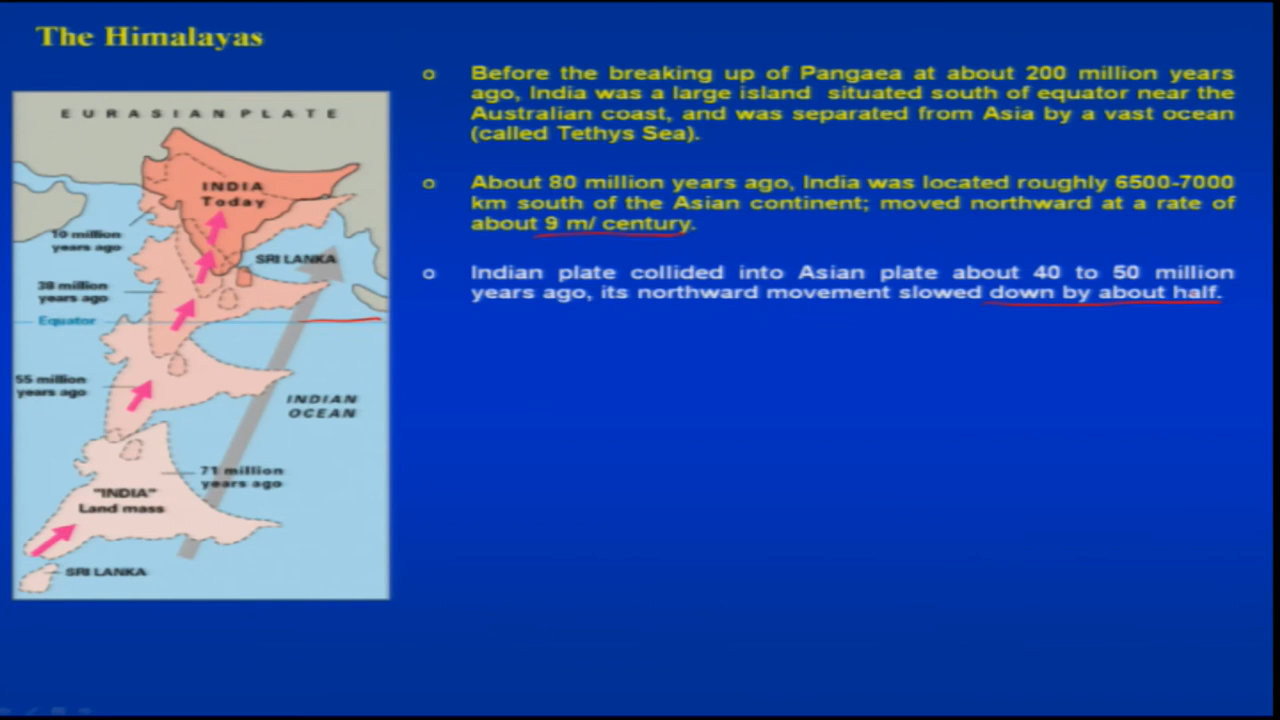 The Himalayas
o Before the breaking up of Pangaea at about 200 million years
ago, India was a large island situated south of equator near the
Australian coast, and was separated from Asia by a vast ocean
(called Tethys Sea).
o About 80 million years ago, India was located roughly 6500-7000
km south of the Asian continent; moved northward at a rate of
about 9 m/ century.
o Indian plate collided into Asian plate about 40 to 50 million
years ago, its northward movement slowed down by about half.
EURASIAN PLATE
INDIA
Today
10 million
years ago
SRI LANKA
38 million
years ago
Equator
55 million
years ago
INDIAN
OCEAN
71 million
years ago
"INDIA"
Land mass
SRI LANKA